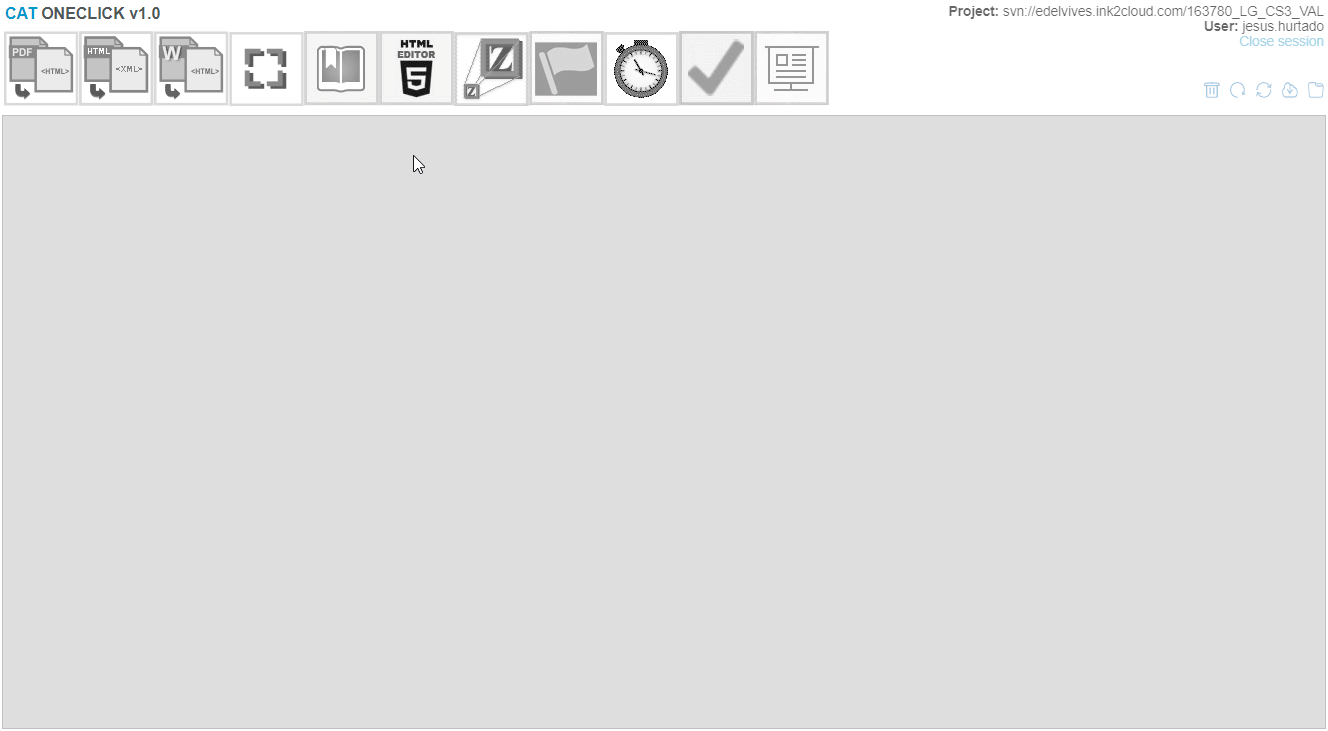 CAT ONECLICK v1.0
Project: svn://edelvives.ink2cloud.com/163780_LG_CS3_VAL
User: jesus.hurtado
Close session
PDF
<HTML>
HTML
<XML>
W
<HTML>
HTML
EDITOR
5
Z
Z